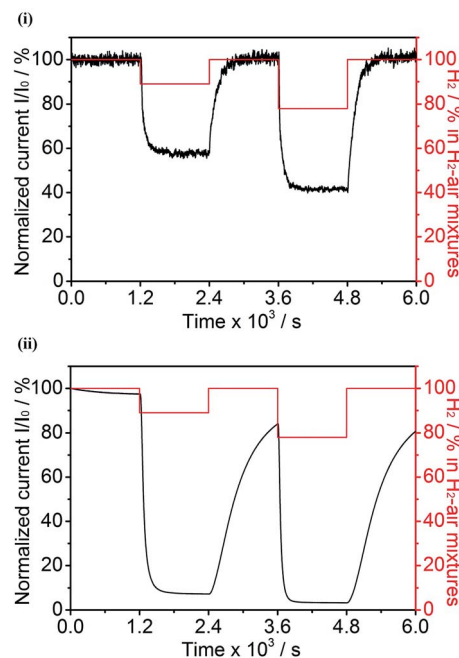 (i)
Normalized current I/I₀ / %
100
80
60
40
20
0
0.0 1.2 2.4 3.6 4.8 6.0
Time x 10³ / s
100
80
60
40
20
0
H₂ / % in H₂-air mixtures
(ii)
Normalized current I/I₀ / %
100
80
60
40
20
0
0.0 1.2 2.4 3.6 4.8 6.0
Time x 10³ / s
100
80
60
40
20
0
H₂ / % in H₂-air mixtures